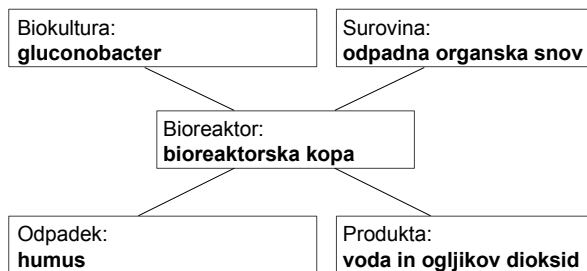 Biokultura:
gluconobacter
Surovina:
odpadna organska snov
Bioreaktor:
bioreaktorska kopa
Odpadek:
humus
Produkta:
voda in ogljikov dioksid